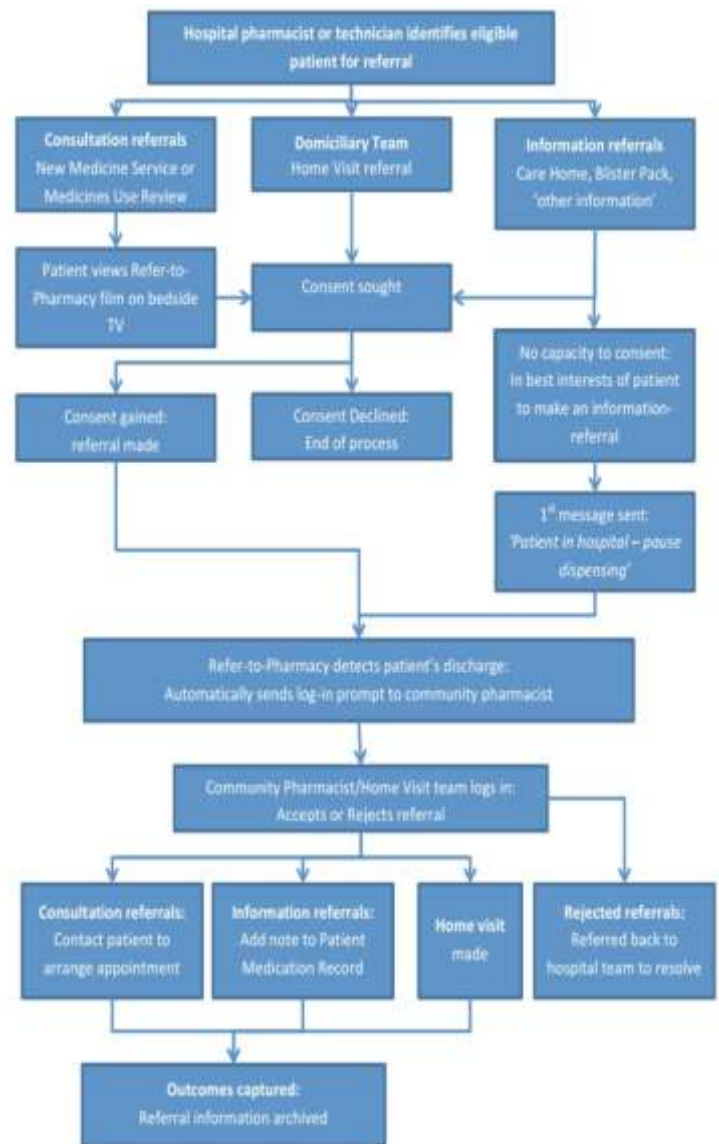 Hospital pharmacist or technician identifies eligible
patient for referral
Consultation referrals
New Medicine Service or
Medicines Use Review
Domiciliary Team
Home Visit referral
Information referrals
Care Home, Blister Pack,
'other information'
Patient views Refer-to-
Pharmacy film on bedside
TV
Consent sought
No capacity to consent:
In best interests of patient
to make an information-
referral
Consent gained:
referral made
Consent Declined:
End of process
1st message sent:
'Patient in hospital – pause
dispensing'
Refer-to-Pharmacy detects patient's discharge:
Automatically sends log-in prompt to community pharmacist
Community Pharmacist/Home Visit team logs in:
Accepts or Rejects referral
Consultation referrals:
Contact patient to
arrange appointment
Information referrals:
Add note to Patient
Medication Record
Home visit
made
Rejected referrals:
Referred back to
hospital team to resolve
Outcomes captured:
Referral information archived